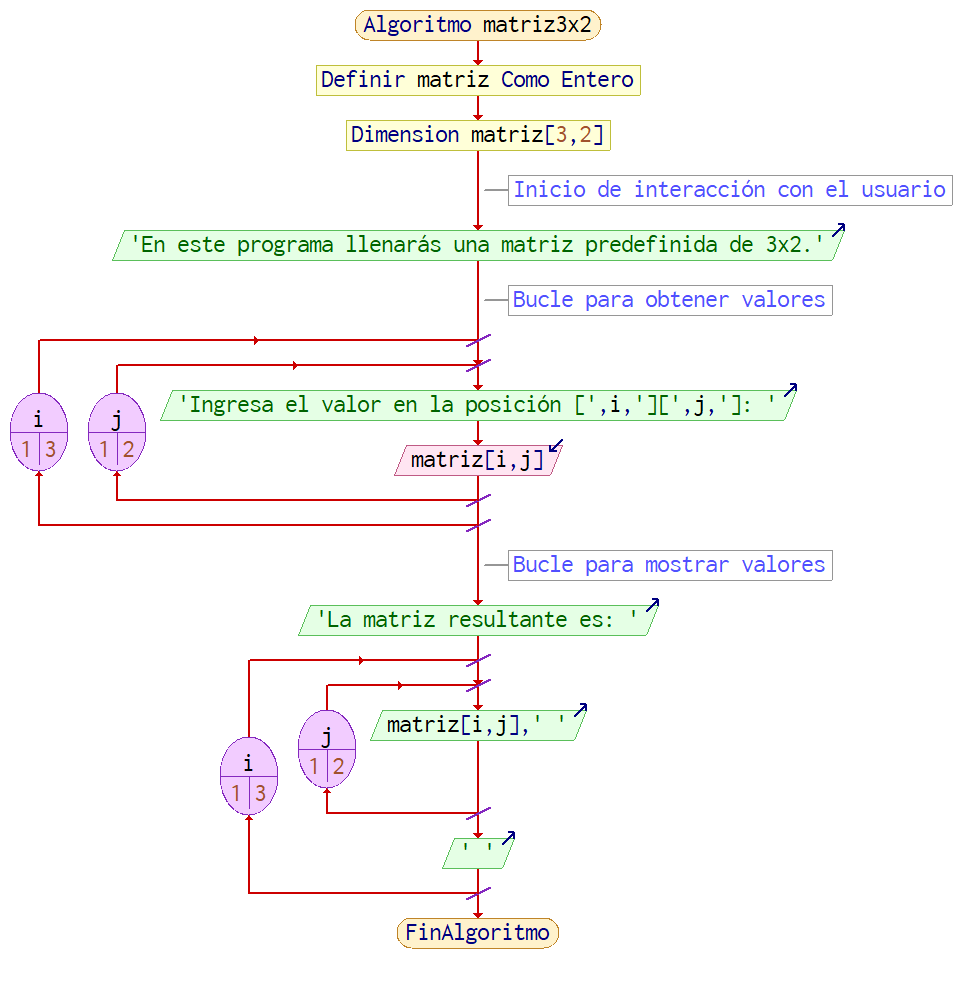 Algoritmo matriz3x2
Definir matriz Como Entero
Dimension matriz[3,2]
Inicio de interacción con el usuario
'En este programa llenarás una matriz predefinida de 3x2.'
Bucle para obtener valores
'Ingresa el valor en la posición [',i,'][',j,']: '
i
1 3
j
1 2
matriz[i,j]
Bucle para mostrar valores
'La matriz resultante es: '
matriz[i,j],' '
j
1 2
i
1 3
' '
FinAlgoritmo